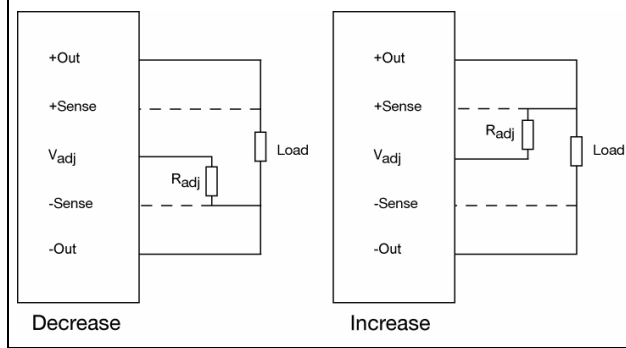 +Out
+Sense
Vadj
-Sense
-Out
Radj
Load
Decrease
+Out
+Sense
Vadj
-Sense
-Out
Radj
Load
Increase